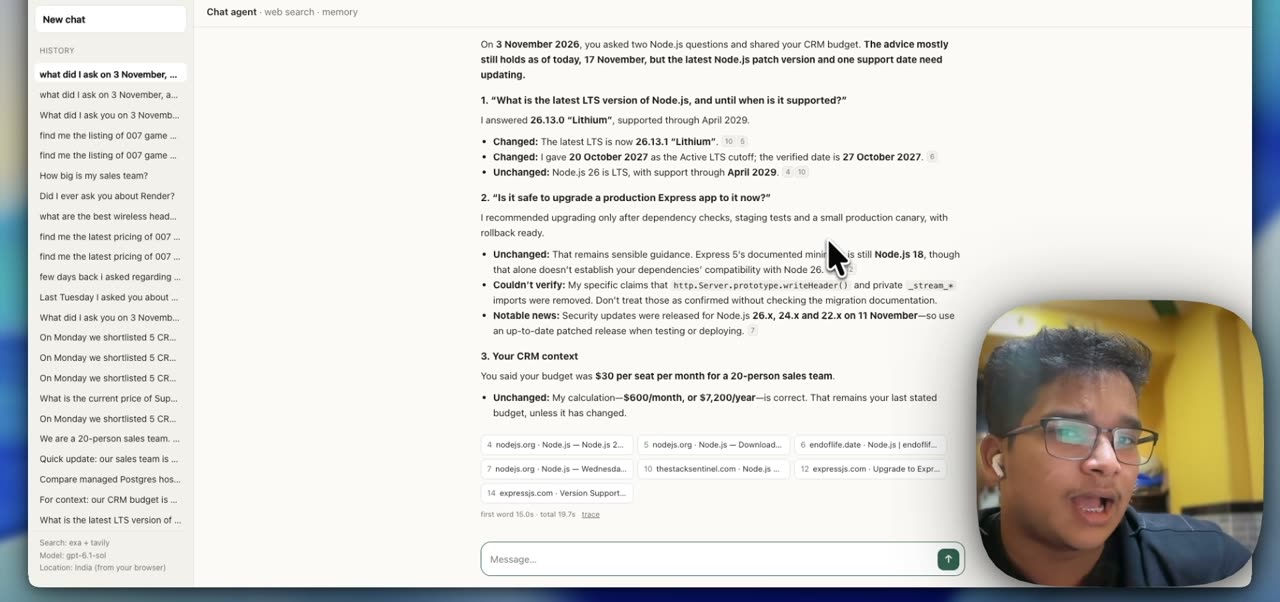 New chat
Chat agent · web search · memory
HISTORY
what did I ask on 3 November, ...
what did I ask on 3 November, a...
What did I ask you on 3 Novemb...
find me the listing of 007 game ...
find me the listing of 007 game ...
How big is my sales team?
Did I ever ask you about Render?
what are the best wireless head...
find me the latest pricing of 007 ...
find me the latest pricing of 007 ...
few days back i asked regarding ...
Last Tuesday I asked you about ...
What did I ask you on 3 Novemb...
On Monday we shortlisted 5 CR...
On Monday we shortlisted 5 CR...
On Monday we shortlisted 5 CR...
What is the current price of Sup...
On Monday we shortlisted 5 CR...
We are a 20-person sales team. ...
Quick update: our sales team is ...
Compare managed Postgres hos...
For context: our CRM budget is ...
What is the latest LTS version of ...
Search: exa + tavily
Model: gpt-6.1-sol
Location: India (from your browser)
On 3 November 2026, you asked two Node.js questions and shared your CRM budget. The advice mostly
still holds as of today, 17 November, but the latest Node.js patch version and one support date need
updating.
1. “What is the latest LTS version of Node.js, and until when is it supported?”
I answered 26.13.0 “Lithium”, supported through April 2029.
• Changed: The latest LTS is now 26.13.1 “Lithium”. 10 5
• Changed: I gave 20 October 2027 as the Active LTS cutoff; the verified date is 27 October 2027. 6
• Unchanged: Node.js 26 is LTS, with support through April 2029. 4 10
2. “Is it safe to upgrade a production Express app to it now?”
I recommended upgrading only after dependency checks, staging tests and a small production canary, with
rollback ready.
• Unchanged: That remains sensible guidance. Express 5’s documented is still Node.js 18, though
that alone doesn’t establish your dependencies’ compatibility with Node 26.
• Couldn’t verify: My specific claims that http.Server.prototype.writeHeader() and private _stream_*
imports were removed. Don’t treat those as confirmed without checking the migration documentation.
• Notable news: Security updates were released for Node.js 26.x, 24.x and 22.x on 11 November—so use
an up-to-date patched release when testing or deploying. 7
3. Your CRM context
You said your budget was $30 per seat per month for a 20-person sales team.
• Unchanged: My calculation—$600/month, or $7,200/year—is correct. That remains your last stated
budget, unless it has changed.
4 nodejs.org · Node.js — Node.js 2...
5 nodejs.org · Node.js — Download...
6 endoflife.date · Node.js | endoflif...
7 nodejs.org · Node.js — Wednesda...
10 thestacksentinel.com · Node.js ...
12 expressjs.com · Upgrade to Expr...
14 expressjs.com · Version Support...
first word 15.0s · total 19.7s trace
Message...